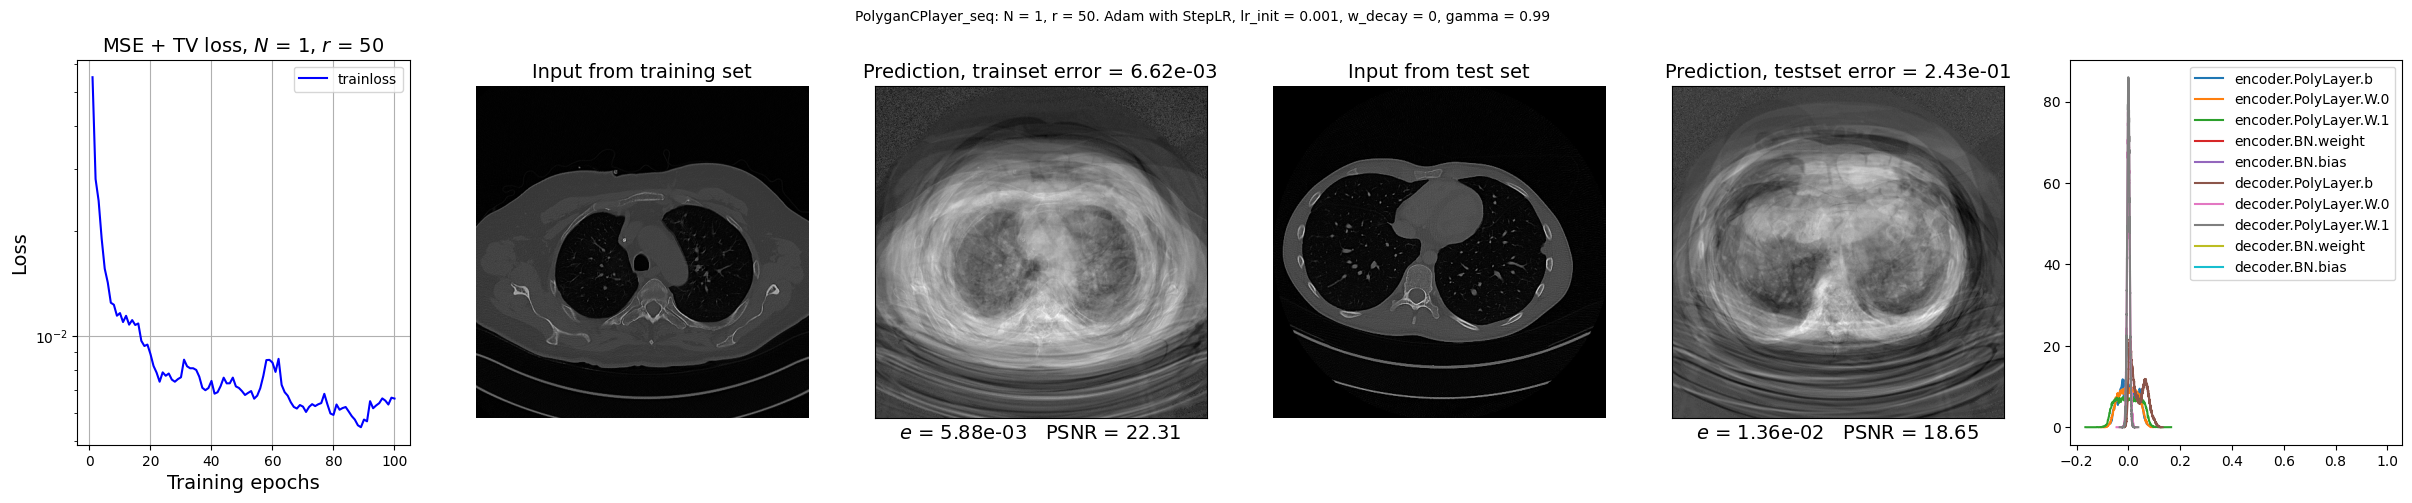 PolyganCPlayer_seq: N = 1, r = 50. Adam with StepLR, lr_init = 0.001, w_decay = 0, gamma = 0.99
MSE + TV loss, N = 1, r = 50
trainloss
Loss
10⁻²
0 20 40 60 80 100
Training epochs
Input from training set
Prediction, trainset error = 6.62e-03
e = 5.88e-03 PSNR = 22.31
Input from test set
Prediction, testset error = 2.43e-01
e = 1.36e-02 PSNR = 18.65
encoder.PolyLayer.b
encoder.PolyLayer.W.0
encoder.PolyLayer.W.1
encoder.BN.weight
encoder.BN.bias
decoder.PolyLayer.b
decoder.PolyLayer.W.0
decoder.PolyLayer.W.1
decoder.BN.weight
decoder.BN.bias
80
60
40
20
0
−0.2 0.0 0.2 0.4 0.6 0.8 1.0